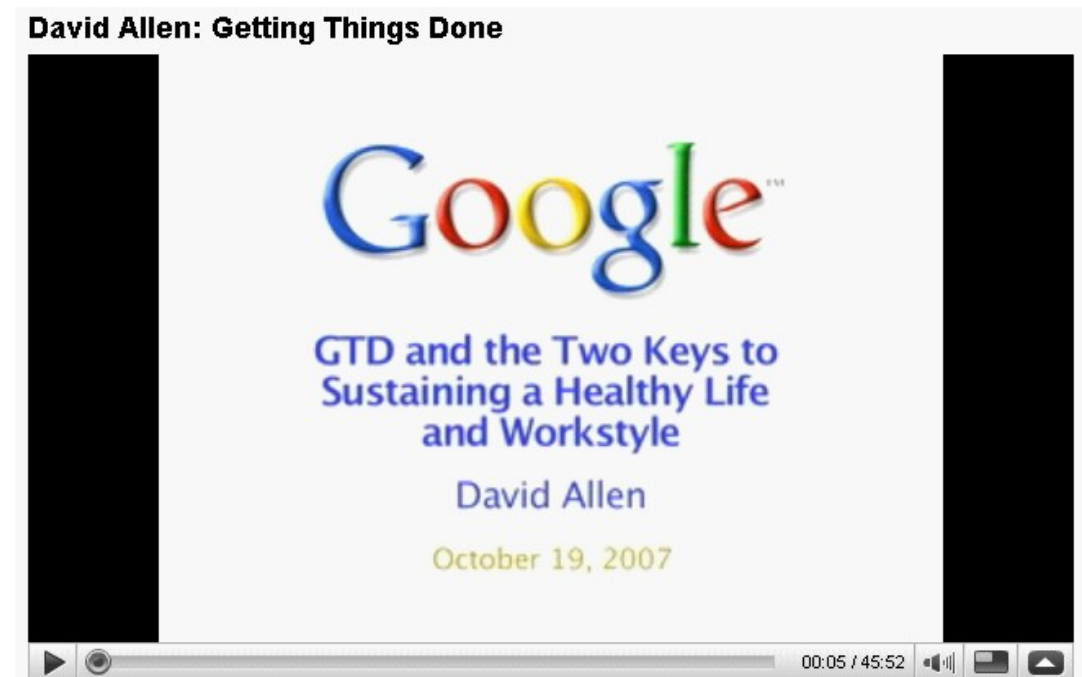 David Allen: Getting Things Done
Google™
GTD and the Two Keys to
Sustaining a Healthy Life
and Workstyle
David Allen
October 19, 2007
00:05 / 45:52